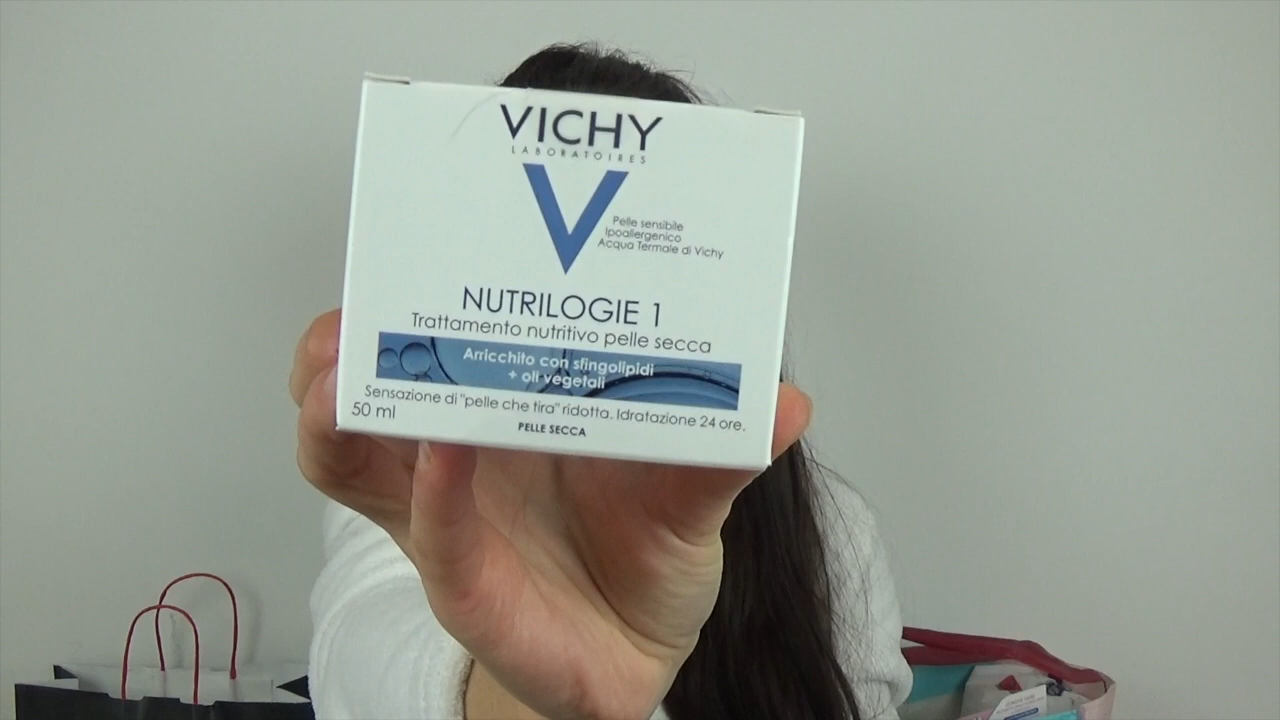 VICHY
LABORATOIRES
Pelle sensibile
Ipoallergenico
Acqua Termale di Vichy
NUTRILOGIE 1
Trattamento nutritivo pelle secca
Arricchito con sfingolipidi
+ oli vegetali
Sensazione di "pelle che tira" ridotta. Idratazione 24 ore.
50 ml
PELLE SECCA